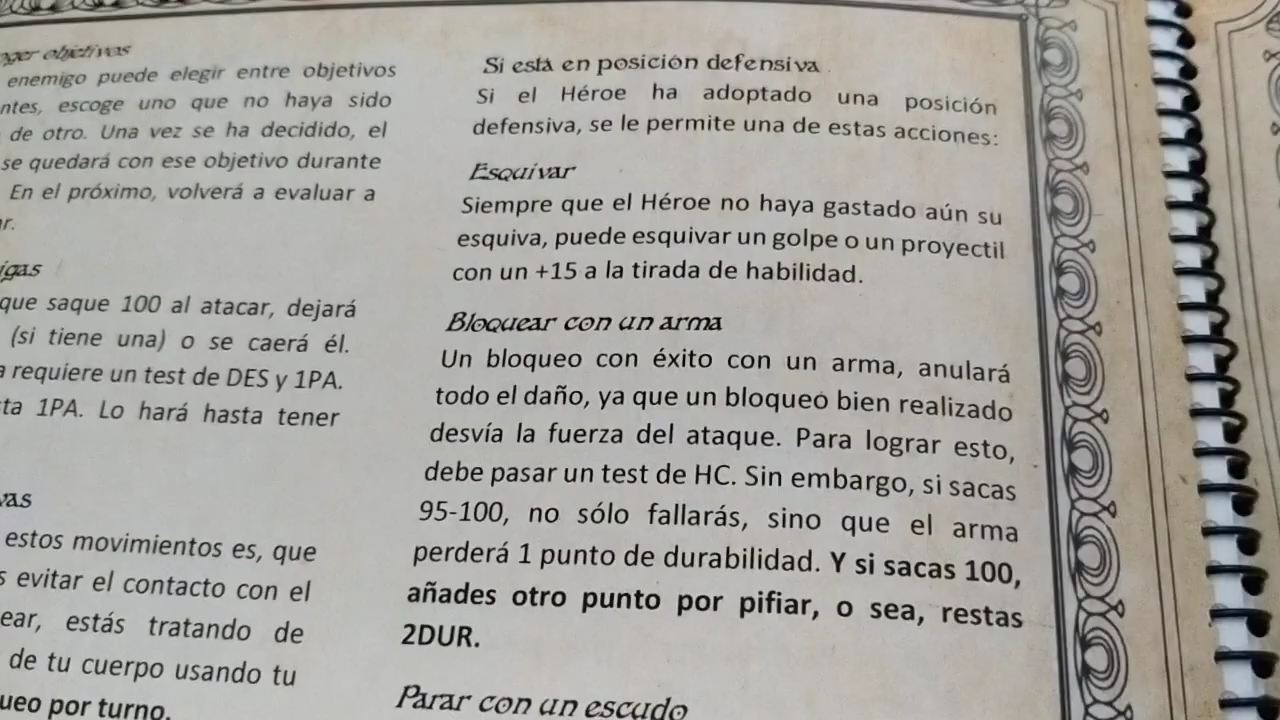 objetivos
enemigo puede elegir entre objetivos
escoge uno que no haya sido
de otro. Una vez se ha decidido, el
se quedará con ese objetivo durante
En el próximo, volverá a evaluar a
que saque 100 al atacar, dejará
(si tiene una) o se caerá él.
requiere un test de DES y 1PA.
1PA. Lo hará hasta tener
estos movimientos es, que
evitar el contacto con el
estás tratando de
de tu cuerpo usando tu
por turno.
Si está en posición defensiva
Si el Héroe ha adoptado una posición
defensiva, se le permite una de estas acciones:
Esquivar
Siempre que el Héroe no haya gastado aún su
esquiva, puede esquivar un golpe o un proyectil
con un +15 a la tirada de habilidad.
Bloquear con un arma
Un bloqueo con éxito con un arma, anulará
todo el daño, ya que un bloqueo bien realizado
desvía la fuerza del ataque. Para lograr esto,
debe pasar un test de HC. Sin embargo, si sacas
95-100, no sólo fallarás, sino que el arma
perderá 1 punto de durabilidad. Y si sacas 100,
añades otro punto por pifiar, o sea, restas
2DUR.
Parar con un escudo